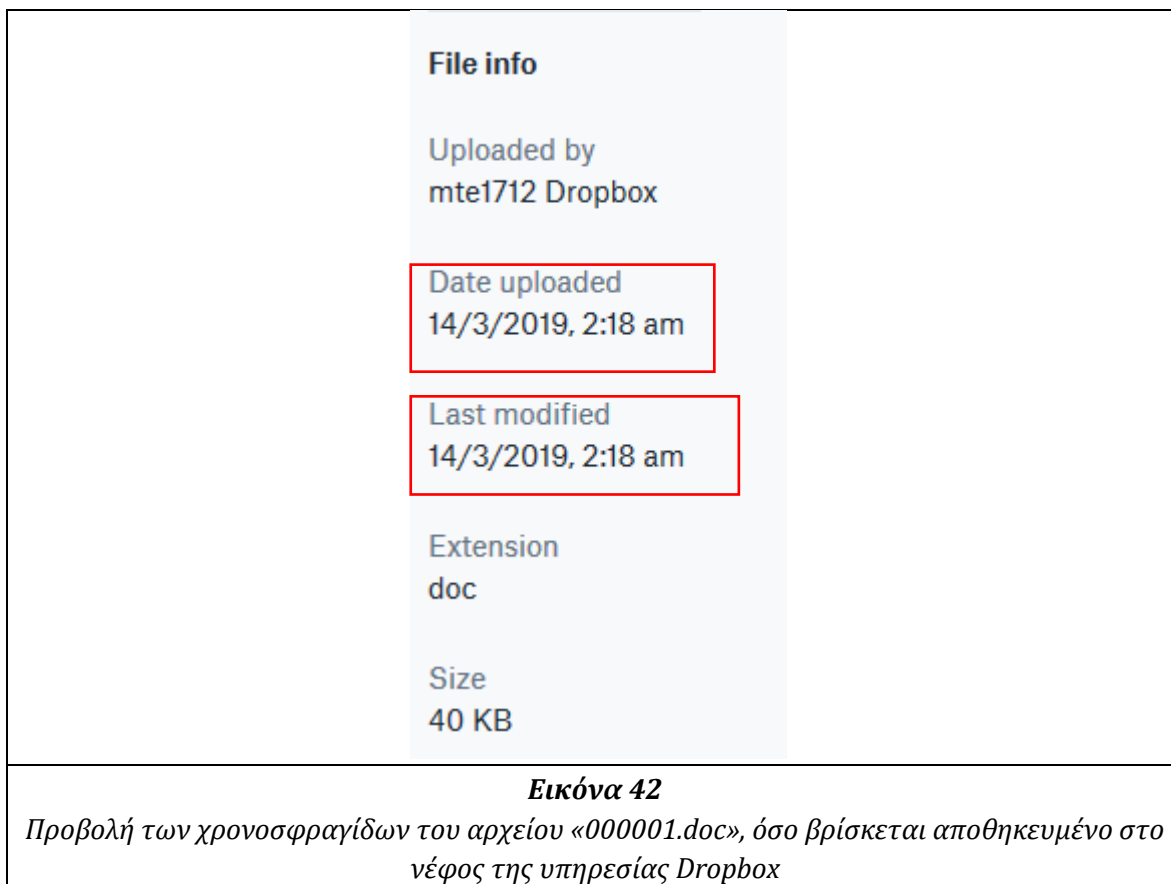 File info
Uploaded by
mte1712 Dropbox
Date uploaded
14/3/2019, 2:18 am
Last modified
14/3/2019, 2:18 am
Extension
doc
Size
40 KB
Εικόνα 42
Προβολή των χρονοσφραγίδων του αρχείου «000001.doc», όσο βρίσκεται αποθηκευμένο στο
νέφος της υπηρεσίας Dropbox